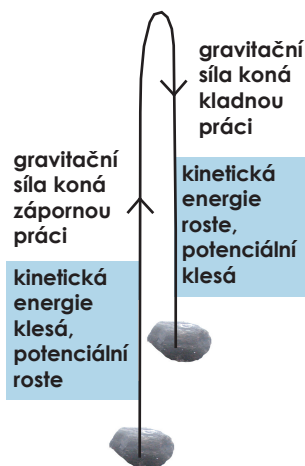 gravitační
síla koná
kladnou
práci
gravitační
síla koná
zápornou
práci
kinetická
energie
roste,
potenciální
klesá
kinetická
energie
klesá,
potenciální
roste